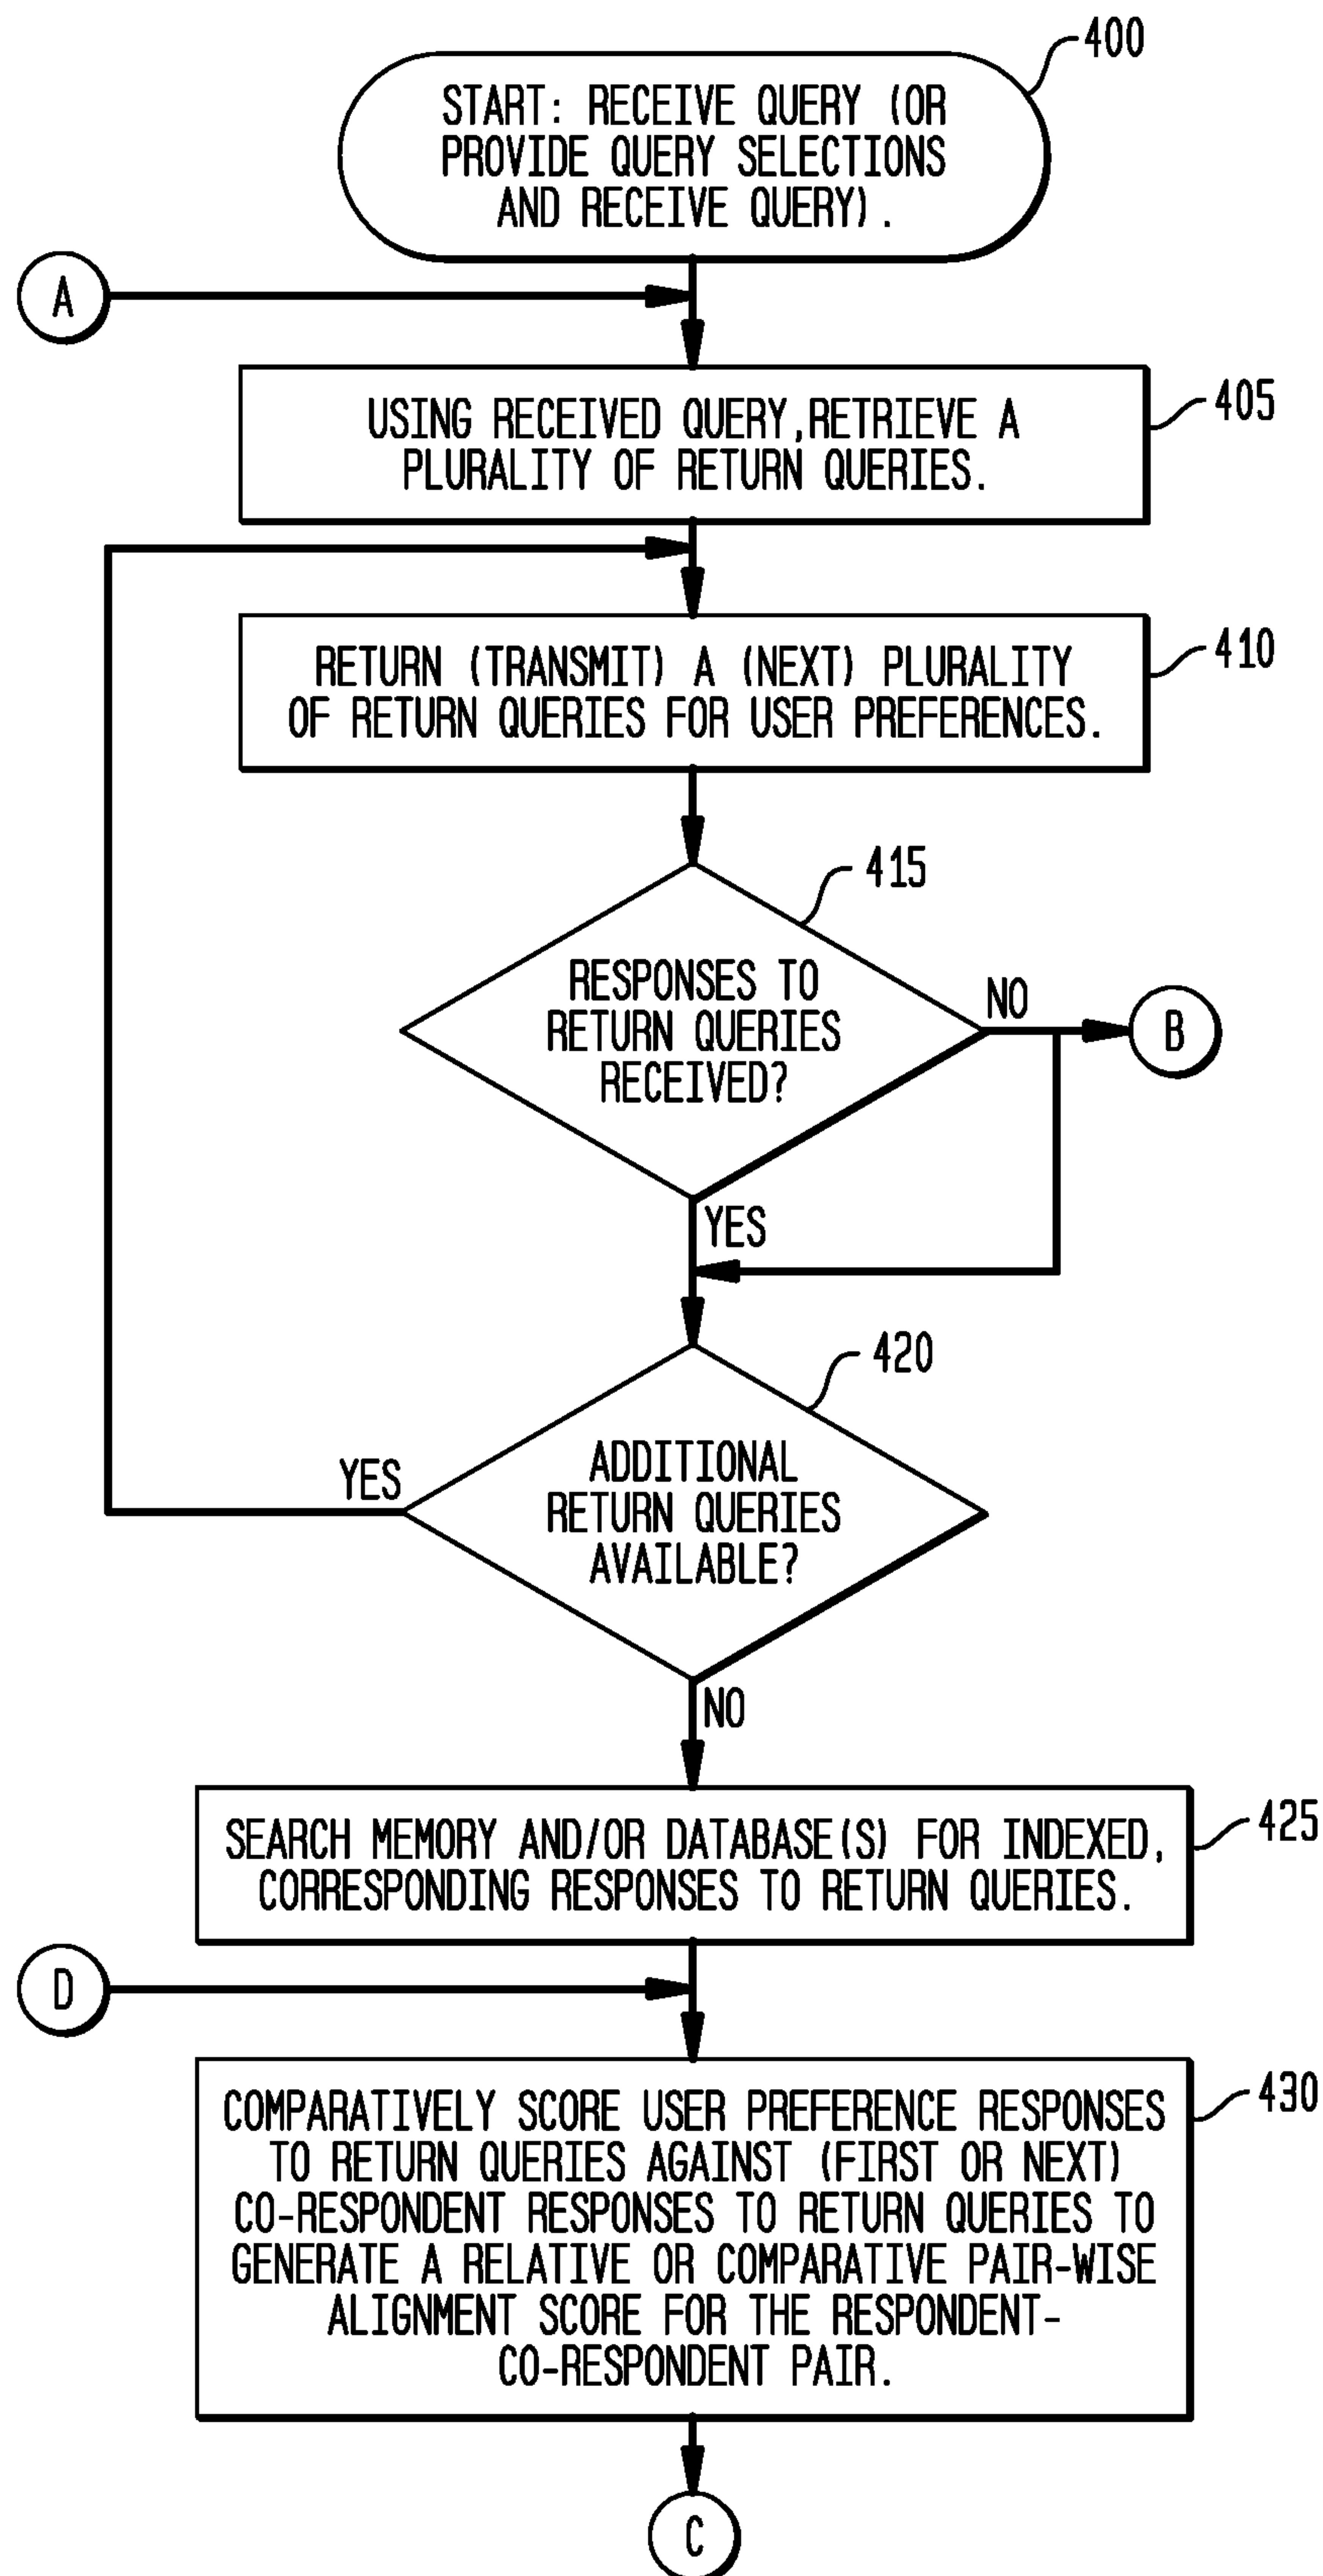 400
START: RECEIVE QUERY (OR
PROVIDE QUERY SELECTIONS
AND RECEIVE QUERY).
A
405
USING RECEIVED QUERY, RETRIEVE A
PLURALITY OF RETURN QUERIES.
410
RETURN (TRANSMIT) A (NEXT) PLURALITY
OF RETURN QUERIES FOR USER PREFERENCES.
415
RESPONSES TO
RETURN QUERIES
RECEIVED?
NO
B
YES
420
ADDITIONAL
RETURN QUERIES
AVAILABLE?
YES
NO
425
SEARCH MEMORY AND/OR DATABASE(S) FOR INDEXED,
CORRESPONDING RESPONSES TO RETURN QUERIES.
D
430
COMPARATIVELY SCORE USER PREFERENCE RESPONSES
TO RETURN QUERIES AGAINST (FIRST OR NEXT)
CO-RESPONDENT RESPONSES TO RETURN QUERIES TO
GENERATE A RELATIVE OR COMPARATIVE PAIR-WISE
ALIGNMENT SCORE FOR THE RESPONDENT-
CO-RESPONDENT PAIR.
C